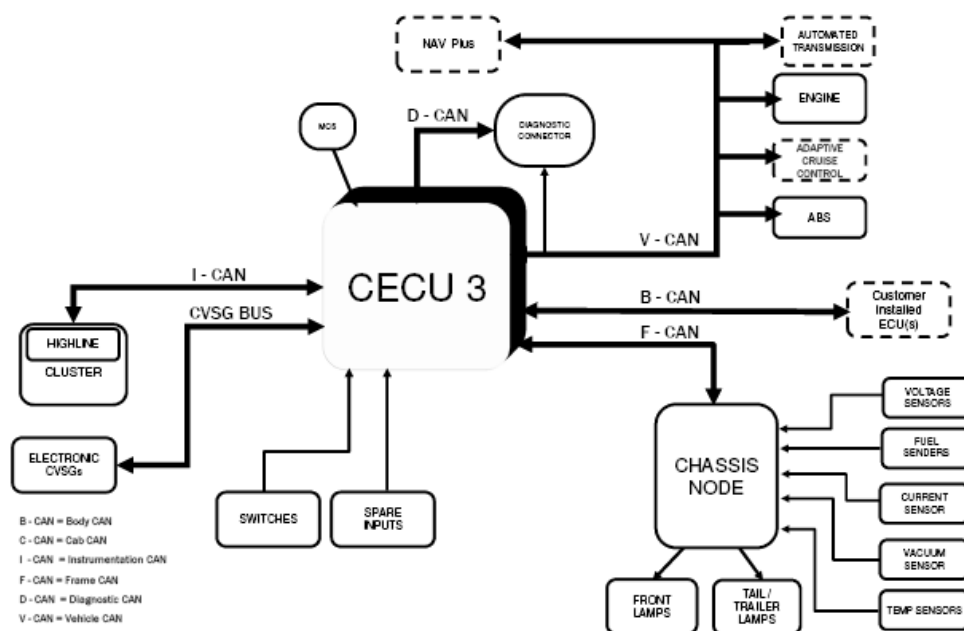 NAV Plus
AUTOMATED
TRANSMISSION
ENGINE
ADAPTIVE
CRUISE
CONTROL
ABS
MCS
D - CAN
DIAGNOSTIC
CONNECTOR
V - CAN
CECU 3
I - CAN
CVSG BUS
HIGHLINE
CLUSTER
ELECTRONIC
CVSGs
B - CAN
F - CAN
Customer
Installed
ECU(s)
SWITCHES
SPARE
INPUTS
CHASSIS
NODE
VOLTAGE
SENSORS
FUEL
SENDERS
CURRENT
SENSOR
VACUUM
SENSOR
TEMP SENSORS
FRONT
LAMPS
TAIL /
TRAILER
LAMPS
B - CAN = Body CAN
C - CAN = Cab CAN
I - CAN = Instrumentation CAN
F - CAN = Frame CAN
D - CAN = Diagnostic CAN
V - CAN = Vehicle CAN